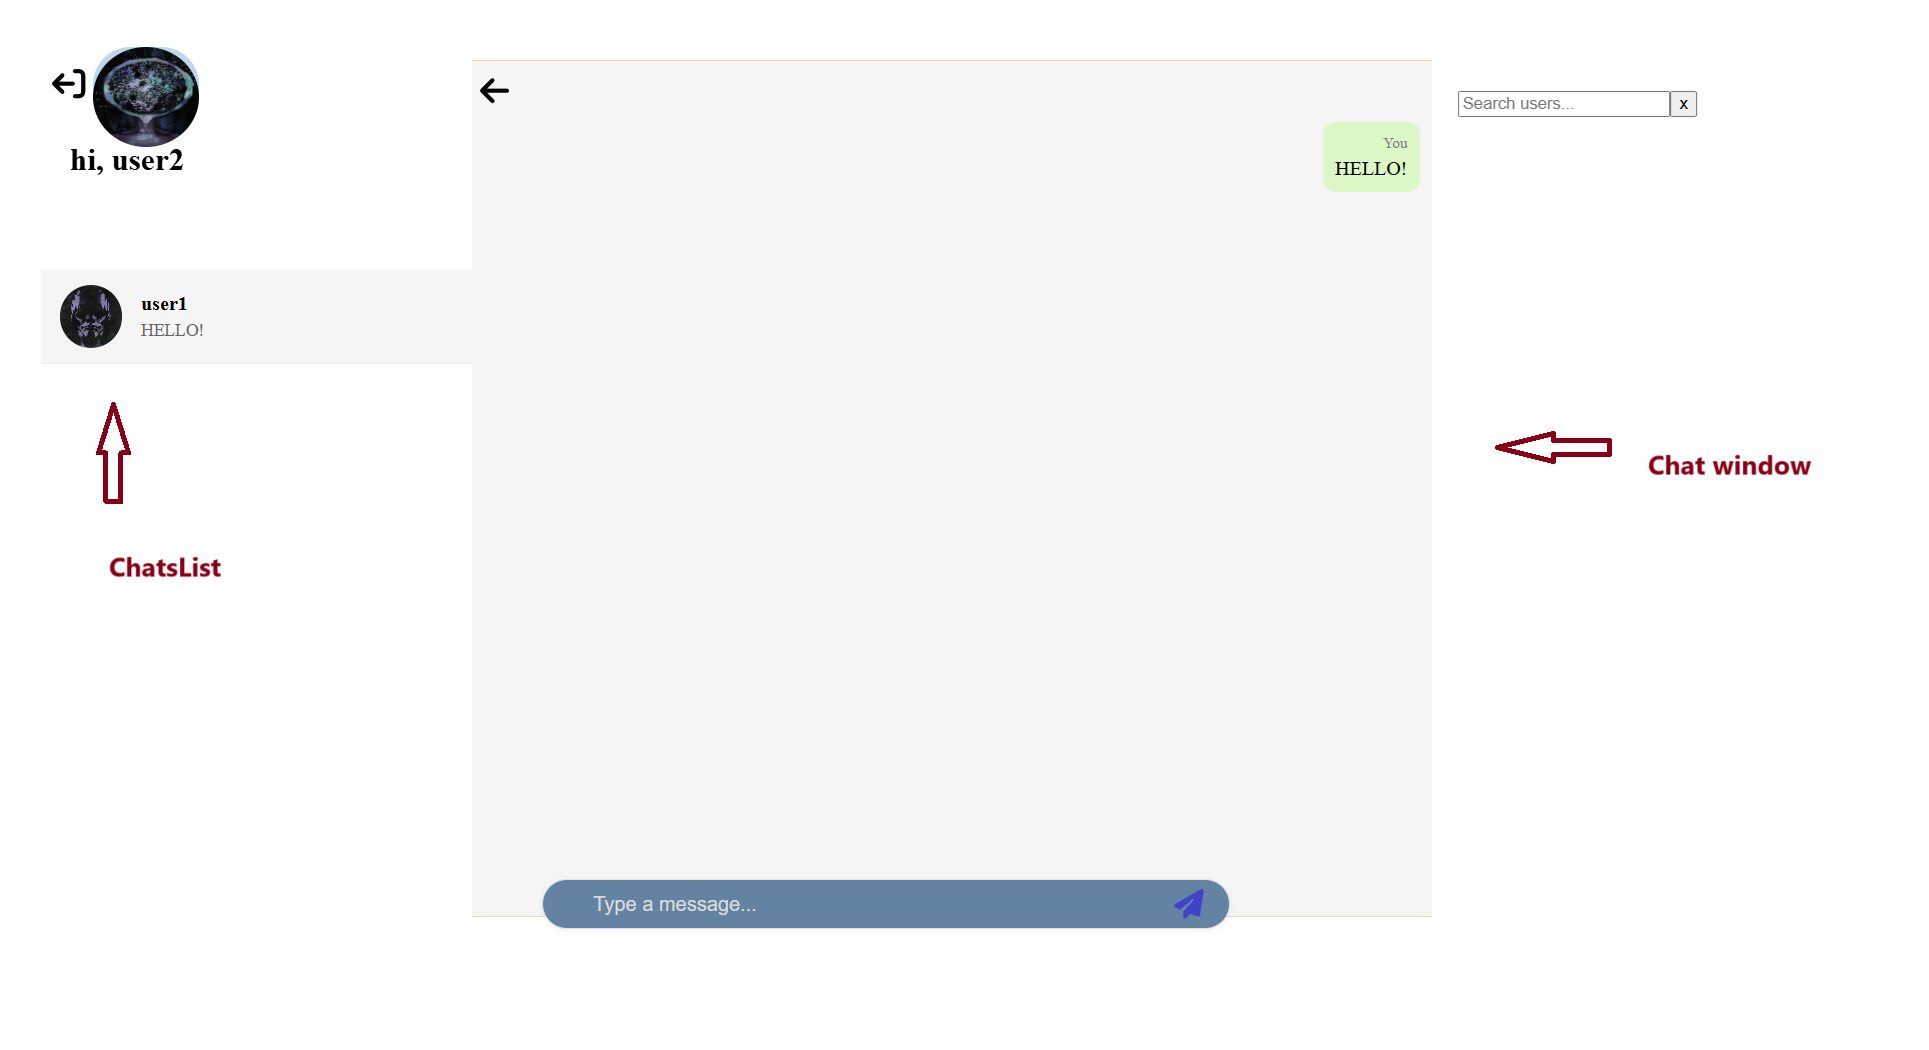 hi, user2
user1
HELLO!
ChatsList
You
HELLO!
Type a message...
Search users...
x
Chat window